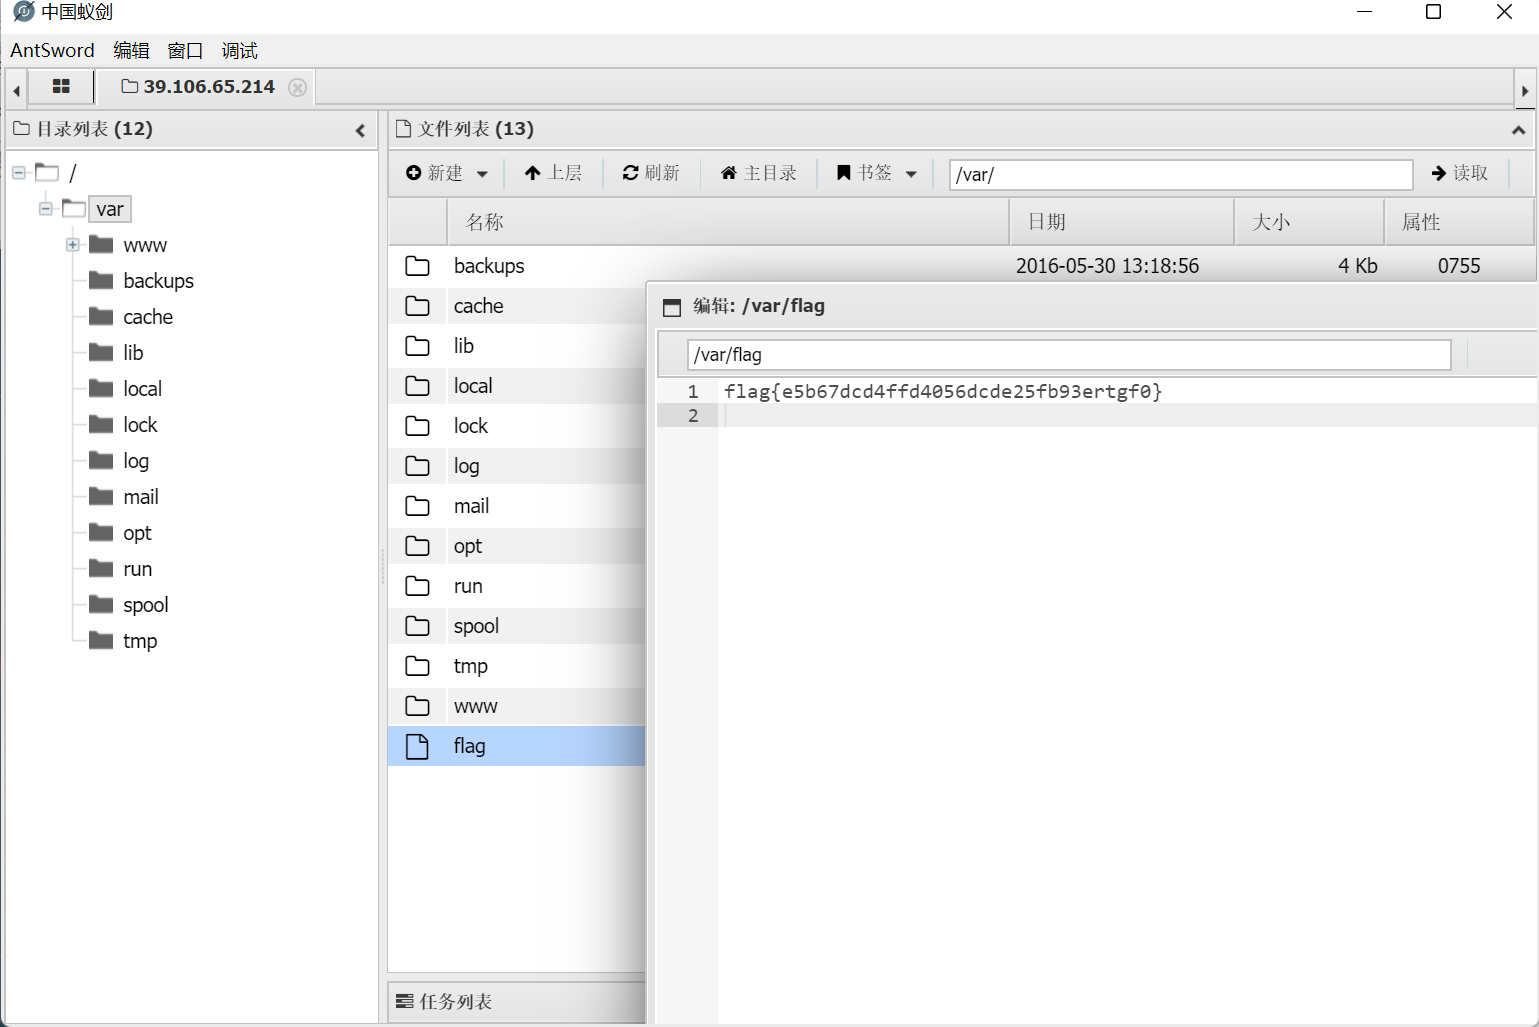 中国蚁剑
AntSword 编辑 窗口 调试
39.106.65.214
目录列表 (12)
/
var
www
backups
cache
lib
local
lock
log
mail
opt
run
spool
tmp
文件列表 (13)
新建 上层 刷新 主目录 书签 /var/ 读取
名称 日期 大小 属性
backups 2016-05-30 13:18:56 4 Kb 0755
cache
lib
local
lock
log
mail
opt
run
spool
tmp
www
flag
编辑: /var/flag
/var/flag
1 flag{e5b67dcd4ffd4056dcde25fb93ertgf0}
2
任务列表